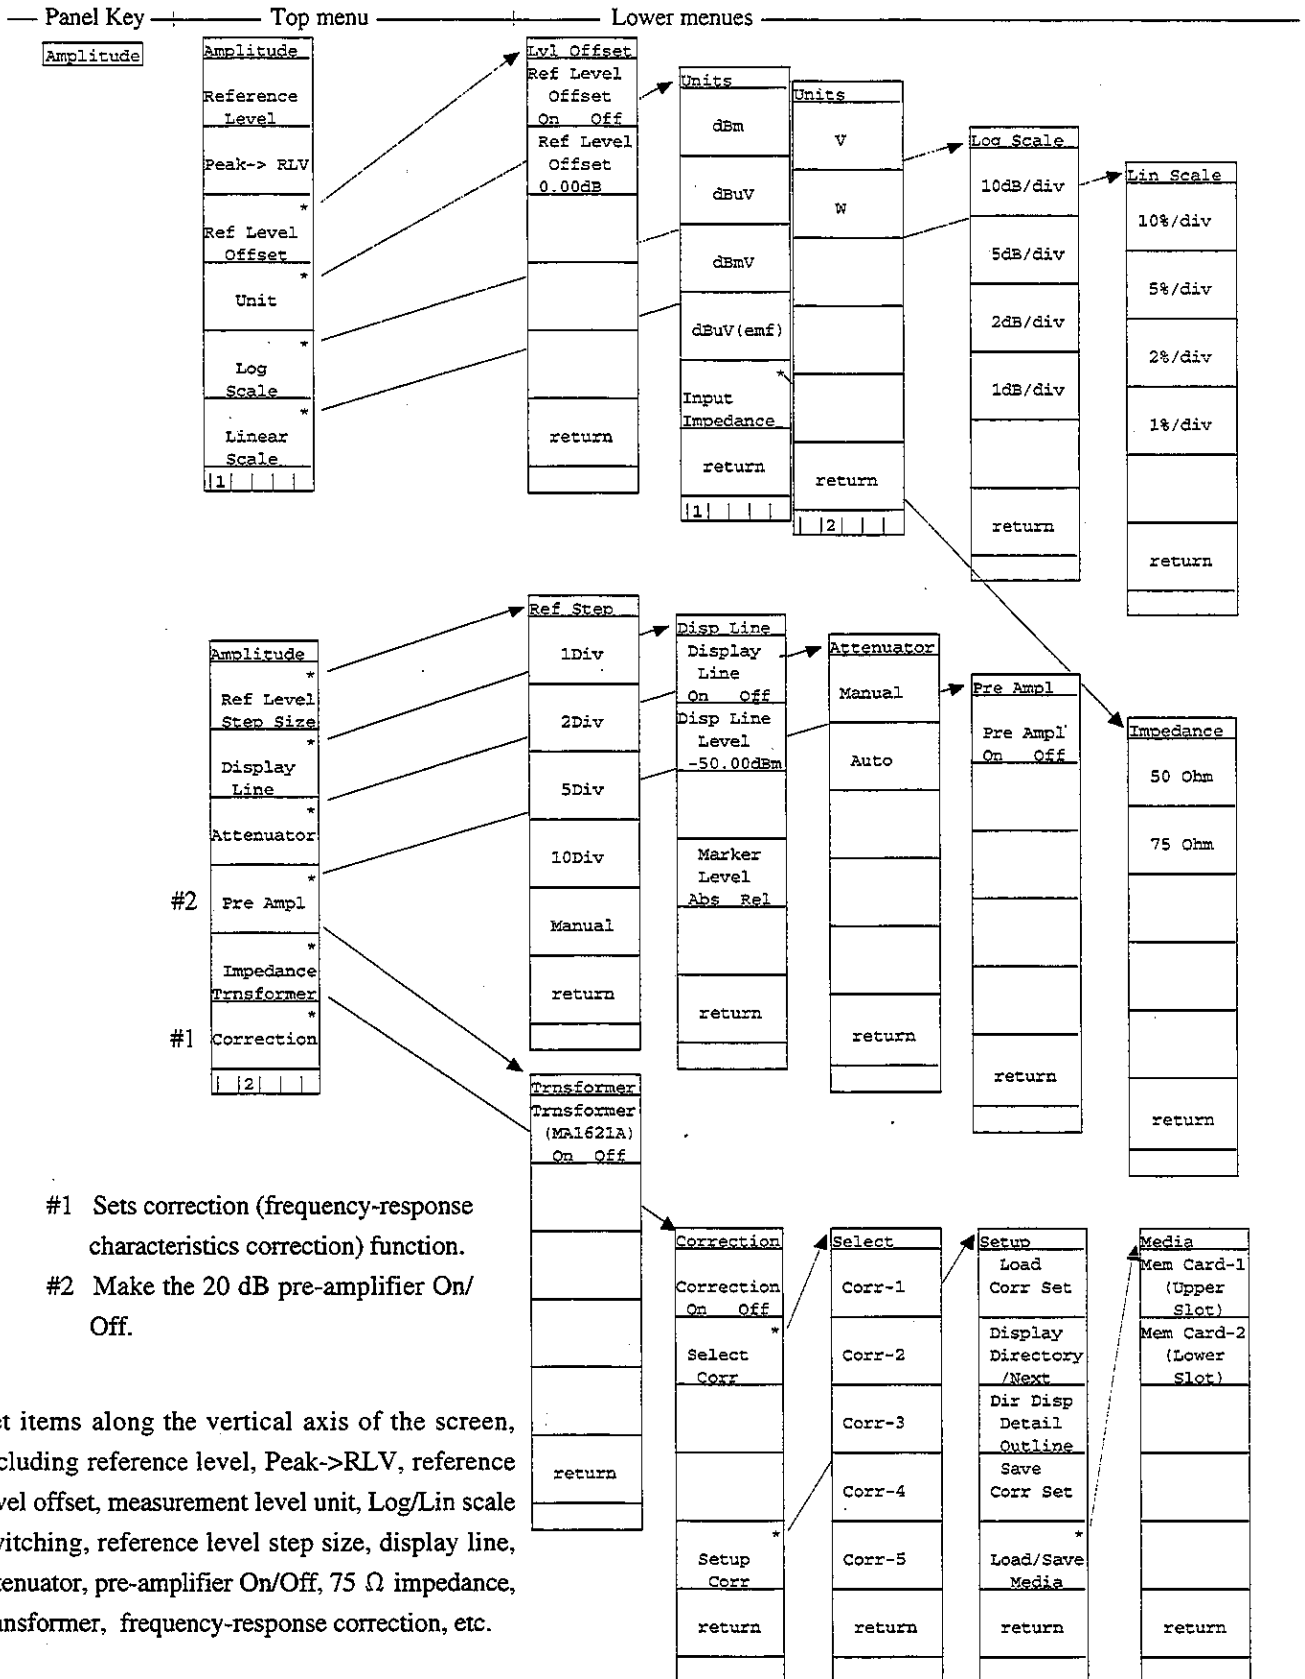 Panel Key
Top menu
Lower menues
Amplitude
Amplitude
Reference
Level
Peak-> RLV
*
Ref Level
Offset
*
Unit
*
Log
Scale
*
Linear
Scale
1
Lvl Offset
Ref Level
Offset
On Off
Ref Level
Offset
0.00dB
return
Units
dBm
dBuV
dBmV
dBuV(emf)
*
Input
Impedance
return
1
Units
V
W
return
2
Log Scale
10dB/div
5dB/div
2dB/div
1dB/div
return
Lin Scale
10%/div
5%/div
2%/div
1%/div
return
Amplitude
*
Ref Level
Step Size
*
Display
Line
*
Attenuator
*
#2 Pre Ampl
*
Impedance
Trnsformer
*
#1 Correction
2
Ref Step
1Div
2Div
5Div
10Div
Manual
return
Disp Line
Display
Line
On Off
Disp Line
Level
-50.00dBm
Marker
Level
Abs Rel
return
Attenuator
Manual
Auto
return
Pre Ampl
Pre Ampl
On Off
return
Impedance
50 Ohm
75 Ohm
return
Trnsformer
Trnsformer
(MA1621A)
On Off
return
Correction
Correction
On Off
*
Select
Corr
*
Setup
Corr
return
Select
Corr-1
Corr-2
Corr-3
Corr-4
Corr-5
return
Setup
Load
Corr Set
Display
Directory
/Next
Dir Disp
Detail
Outline
Save
Corr Set
*
Load/Save
Media
return
Media
Mem Card-1
(Upper
Slot)
Mem Card-2
(Lower
Slot)
return
#1 Sets correction (frequency-response
characteristics correction) function.
#2 Make the 20 dB pre-amplifier On/
Off.
et items along the vertical axis of the screen,
cluding reference level, Peak->RLV, reference
vel offset, measurement level unit, Log/Lin scale
vitching, reference level step size, display line,
tenuator, pre-amplifier On/Off, 75 Ω impedance,
ansformer, frequency-response correction, etc.